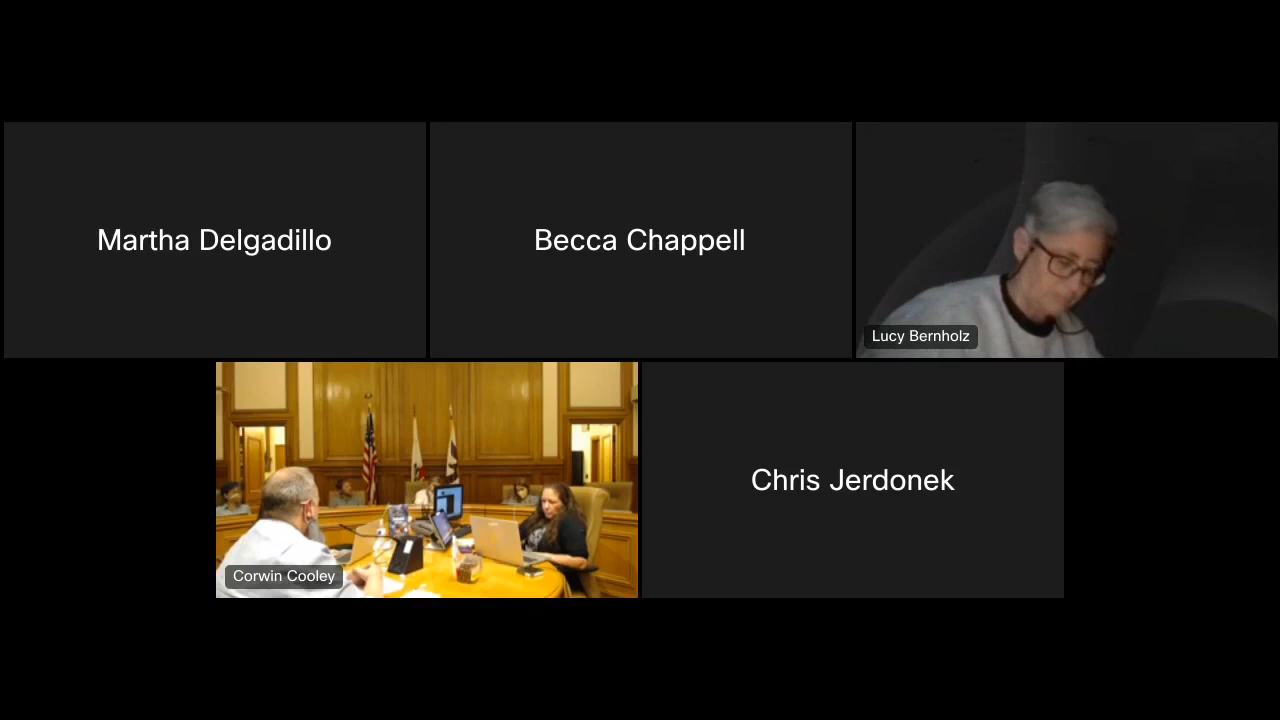 Martha Delgadillo
Becca Chappell
Lucy Bernholz
Corwin Cooley
Chris Jerdonek